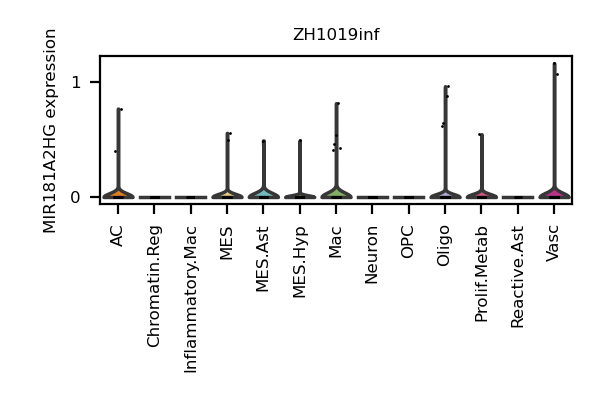 ZH1019inf
MIR181A2HG expression
1
0
AC
Chromatin.Reg
Inflammatory.Mac
MES
MES.Ast
MES.Hyp
Mac
Neuron
OPC
Oligo
Prolif.Metab
Reactive.Ast
Vasc